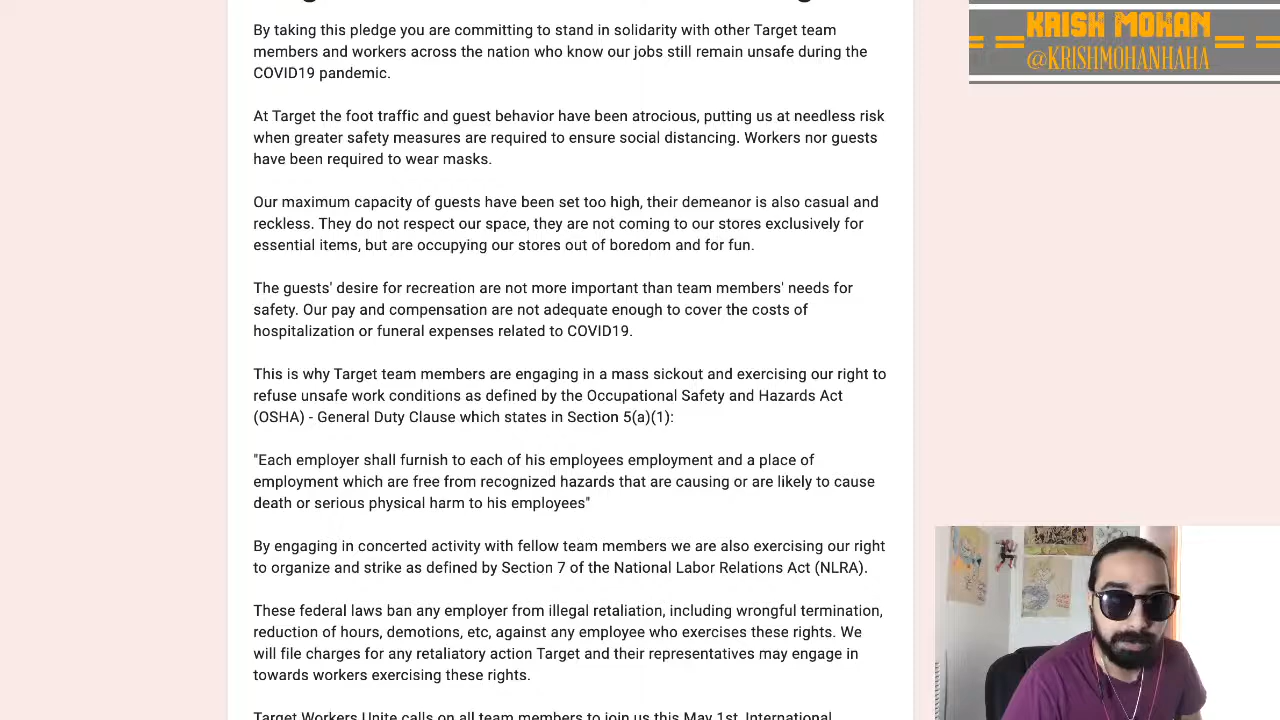 KRISH MOHAN
@KRISHMOHANHAHA
By taking this pledge you are committing to stand in solidarity with other Target team
members and workers across the nation who know our jobs still remain unsafe during the
COVID19 pandemic.
At Target the foot traffic and guest behavior have been atrocious, putting us at needless risk
when greater safety measures are required to ensure social distancing. Workers nor guests
have been required to wear masks.
Our maximum capacity of guests have been set too high, their demeanor is also casual and
reckless. They do not respect our space, they are not coming to our stores exclusively for
essential items, but are occupying our stores out of boredom and for fun.
The guests' desire for recreation are not more important than team members' needs for
safety. Our pay and compensation are not adequate enough to cover the costs of
hospitalization or funeral expenses related to COVID19.
This is why Target team members are engaging in a mass sickout and exercising our right to
refuse unsafe work conditions as defined by the Occupational Safety and Hazards Act
(OSHA) - General Duty Clause which states in Section 5(a)(1):
"Each employer shall furnish to each of his employees employment and a place of
employment which are free from recognized hazards that are causing or are likely to cause
death or serious physical harm to his employees"
By engaging in concerted activity with fellow team members we are also exercising our right
to organize and strike as defined by Section 7 of the National Labor Relations Act (NLRA).
These federal laws ban any employer from illegal retaliation, including wrongful termination,
reduction of hours, demotions, etc, against any employee who exercises these rights. We
will file charges for any retaliatory action Target and their representatives may engage in
towards workers exercising these rights.
Target Workers Unite calls on all team members to join us this May 1st, International